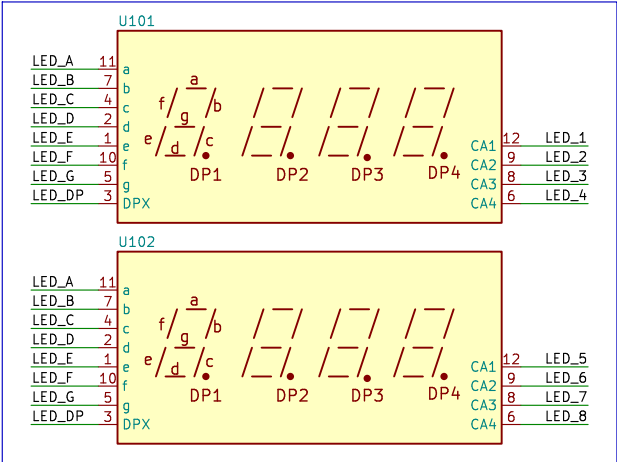 U101
LED_A 11 a
LED_B 7 b
LED_C 4 c
LED_D 2 d
LED_E 1 e
LED_F 10 f
LED_G 5 g
LED_DP 3 DPX
a
f b
g
e c
d
DP1 DP2 DP3 DP4
CA1 12 LED_1
CA2 9 LED_2
CA3 8 LED_3
CA4 6 LED_4
U102
LED_A 11 a
LED_B 7 b
LED_C 4 c
LED_D 2 d
LED_E 1 e
LED_F 10 f
LED_G 5 g
LED_DP 3 DPX
a
f b
g
e c
d
DP1 DP2 DP3 DP4
CA1 12 LED_5
CA2 9 LED_6
CA3 8 LED_7
CA4 6 LED_8